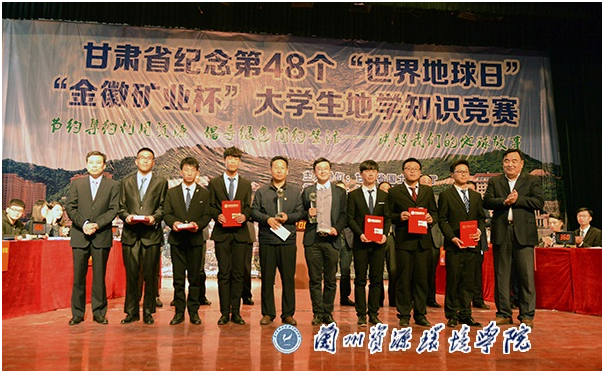 甘肃省纪念第48个“世界地球日”
“金徽矿业杯”大学生地学知识竞赛
节约集约利用资源 倡导绿色简约生活——讲好我们的地球故事
兰州资源环境学院